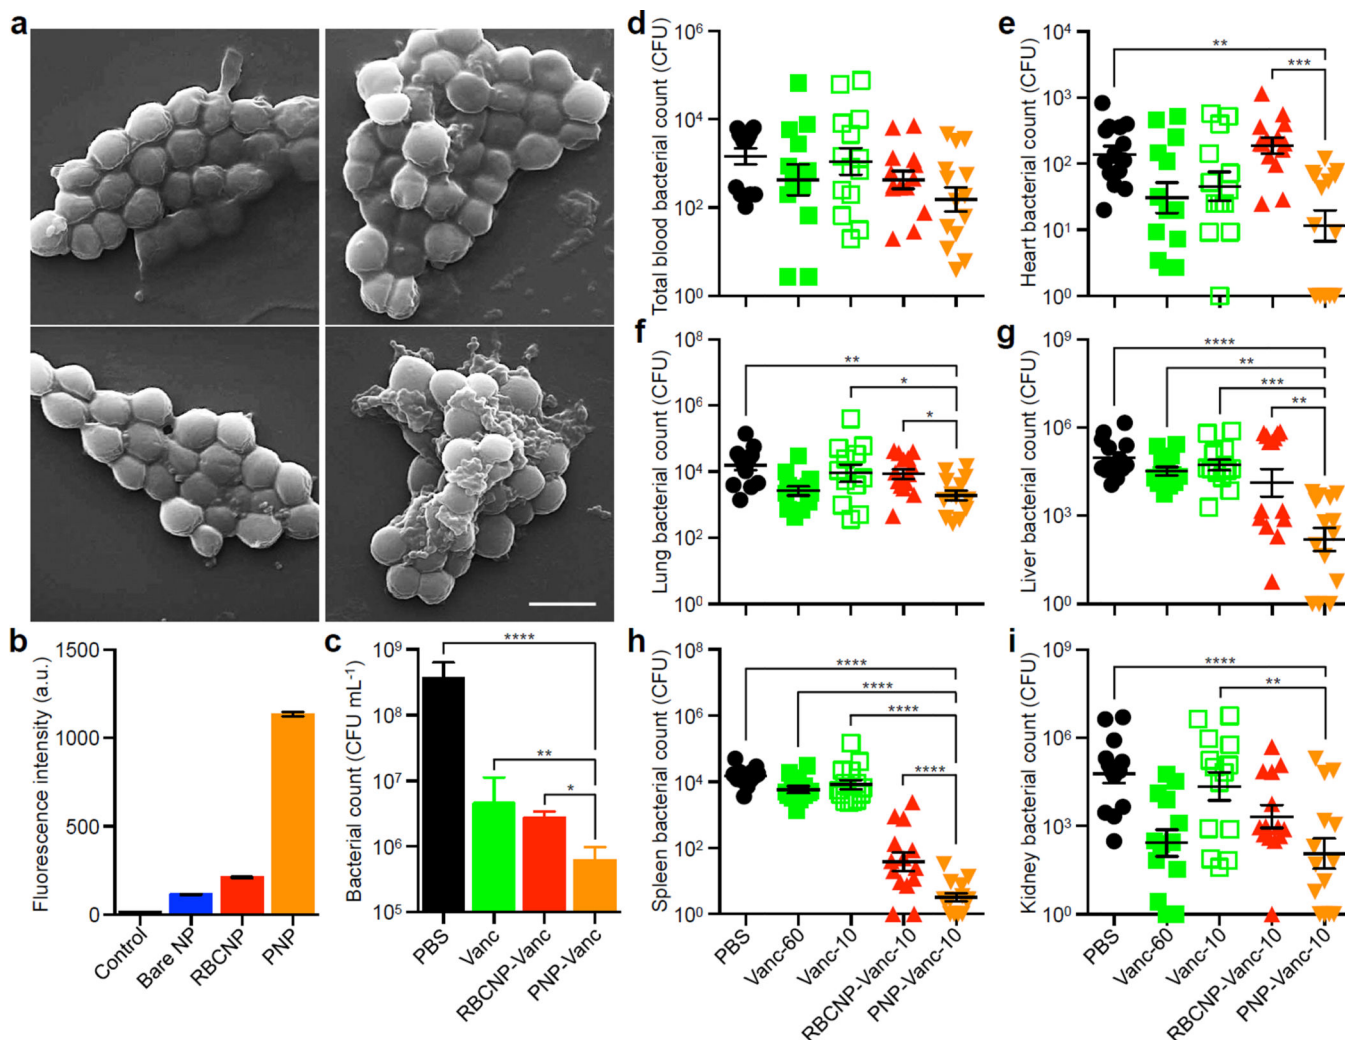 a
b
Fluorescence intensity (a.u.)
1500
1000
500
0
Control
Bare NP
RBCNP
PNP
c
Bacterial count (CFU mL⁻¹)
10⁹
10⁸
10⁷
10⁶
10⁵
****
**
*
PBS
Vanc
RBCNP-Vanc
PNP-Vanc
d
Total blood bacterial count (CFU)
10⁶
10⁴
10²
10⁰
e
Heart bacterial count (CFU)
10⁴
10³
10²
10¹
10⁰
**
***
f
Lung bacterial count (CFU)
10⁸
10⁶
10⁴
10²
10⁰
**
*
*
g
Liver bacterial count (CFU)
10⁹
10⁶
10³
10⁰
****
**
***
**
h
Spleen bacterial count (CFU)
10⁸
10⁶
10⁴
10²
10⁰
****
****
****
****
PBS
Vanc-60
Vanc-10
RBCNP-Vanc-10
PNP-Vanc-10
i
Kidney bacterial count (CFU)
10⁹
10⁶
10³
10⁰
****
**
PBS
Vanc-60
Vanc-10
RBCNP-Vanc-10
PNP-Vanc-10